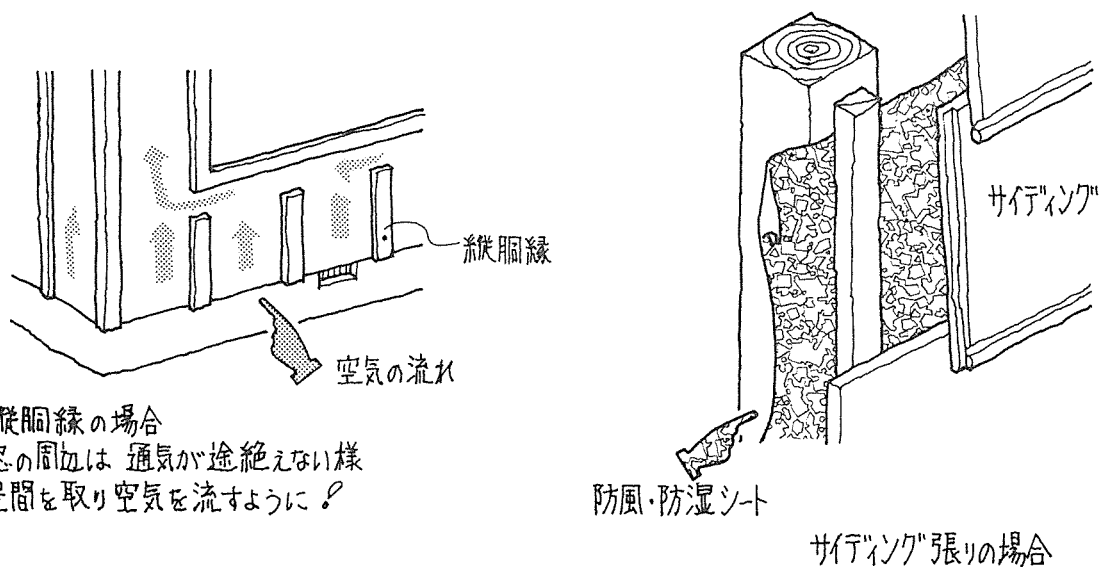 縦胴縁
空気の流れ
縦胴縁の場合
窓の周辺は 通気が途絶えない様
隙間を取り空気を流すように!
サイディング
防風・防湿シート
サイディング張りの場合